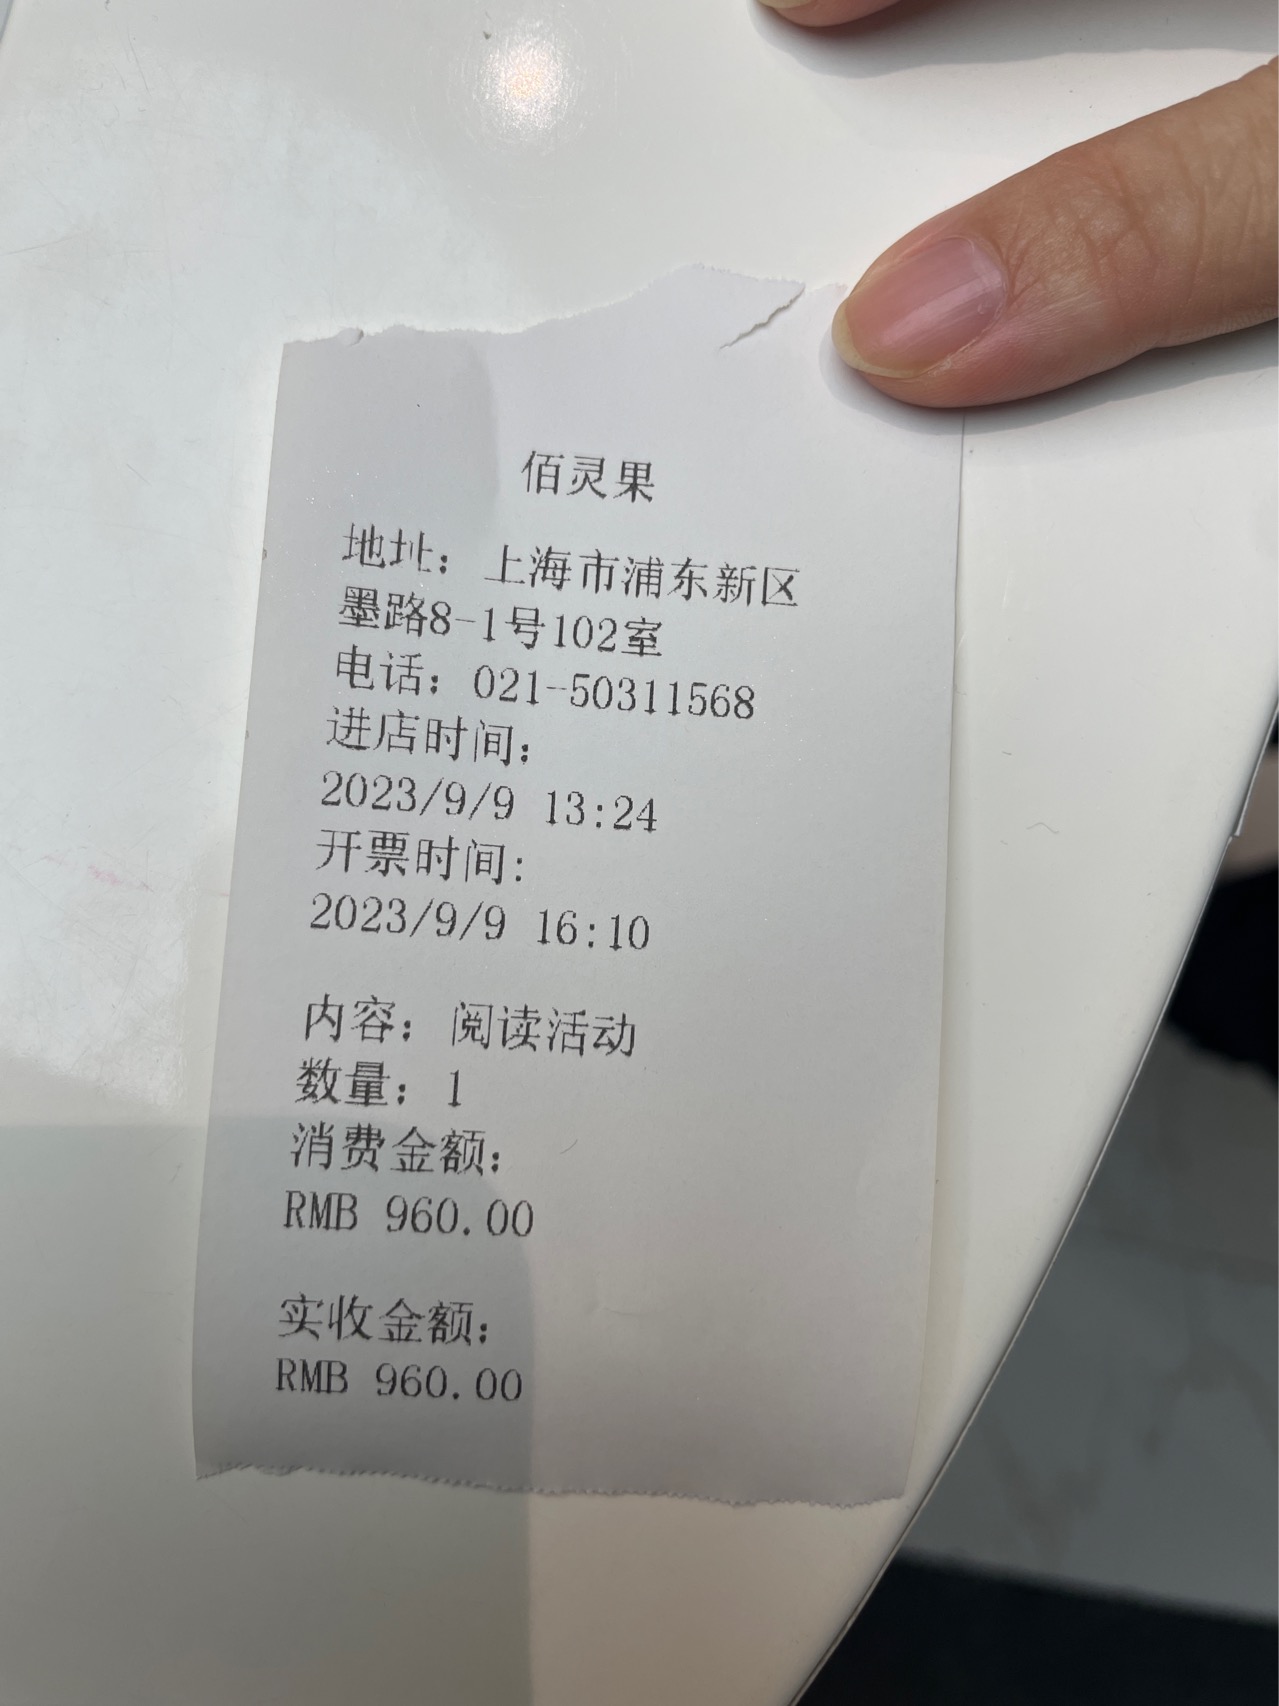 佰灵果
地址：上海市浦东新区
墨路8-1号102室
电话：021-50311568
进店时间：
2023/9/9 13:24
开票时间：
2023/9/9 16:10
内容：阅读活动
数量：1
消费金额：
RMB 960.00
实收金额：
RMB 960.00